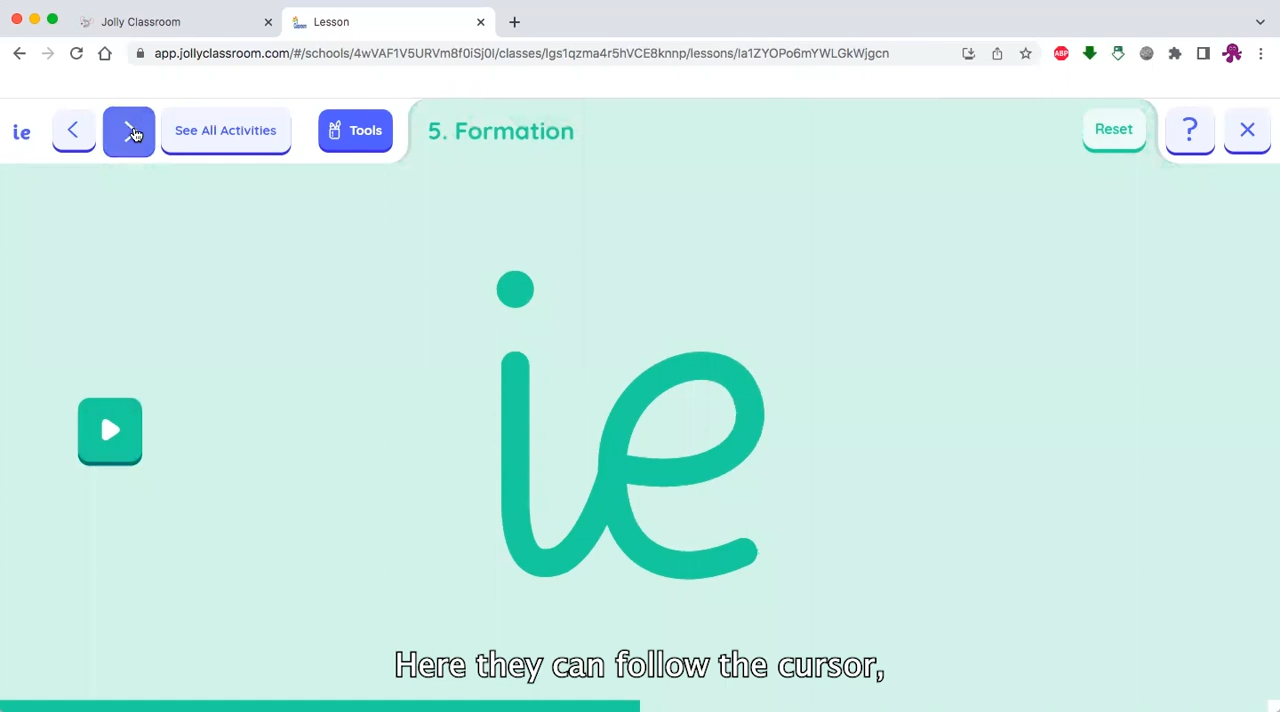 Jolly Classroom
Lesson
app.jollyclassroom.com/#/schools/4wVAF1V5URVm8f0iSj0l/classes/lgs1qzma4r5hVCE8knnp/lessons/la1ZYOPo6mYWLGkWjgcn
ABP
ie
See All Activities
Tools
5. Formation
Reset
?
ie
Here they can follow the cursor,